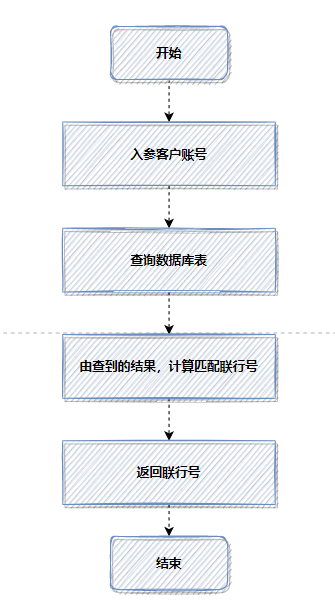 开始
入参客户账号
查询数据库表
由查到的结果，计算匹配联行号
返回联行号
结束